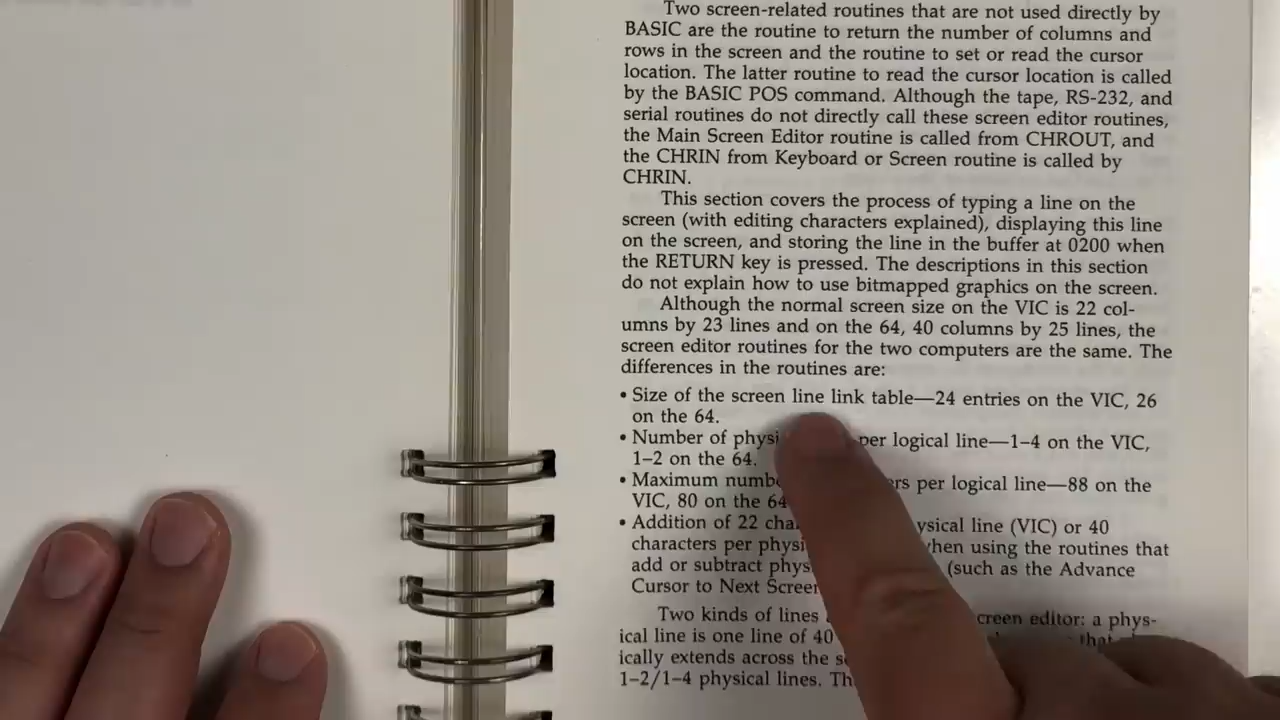 Two screen-related routines that are not used directly by
BASIC are the routine to return the number of columns and
rows in the screen and the routine to set or read the cursor
location. The latter routine to read the cursor location is called
by the BASIC POS command. Although the tape, RS-232, and
serial routines do not directly call these screen editor routines,
the Main Screen Editor routine is called from CHROUT, and
the CHRIN from Keyboard or Screen routine is called by
CHRIN.
This section covers the process of typing a line on the
screen (with editing characters explained), displaying this line
on the screen, and storing the line in the buffer at 0200 when
the RETURN key is pressed. The descriptions in this section
do not explain how to use bitmapped graphics on the screen.
Although the normal screen size on the VIC is 22 col-
umns by 23 lines and on the 64, 40 columns by 25 lines, the
screen editor routines for the two computers are the same. The
differences in the routines are:
• Size of the screen line link table—24 entries on the VIC, 26
on the 64.
• Number of per logical line—1–4 on the VIC,
1–2 on the 64.
• Maximum per logical line—88 on the
VIC, 80 on the 64
• Addition of 22 line (VIC) or 40
characters per when using the routines that
add or subtract (such as the Advance
Cursor to Next
Two kinds of lines screen editor: a phys-
ical line is one line of 40 that
ically extends across the
1–2/1–4 physical lines.